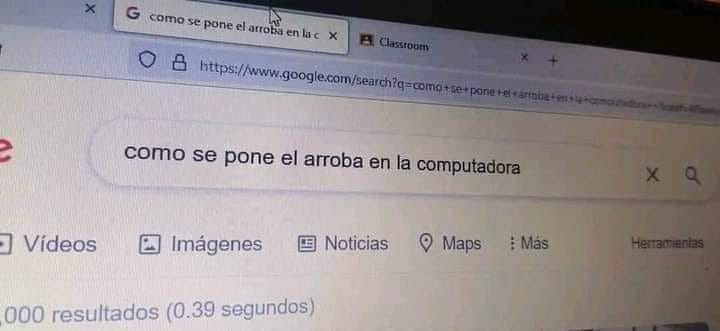 como se pone el arroba en la c
Classroom
https://www.google.com/search?q=como+se+pone+el+arroba+en+la+computadora
como se pone el arroba en la computadora
Vídeos
Imágenes
Noticias
Maps
Más
Herramientas
,000 resultados (0.39 segundos)